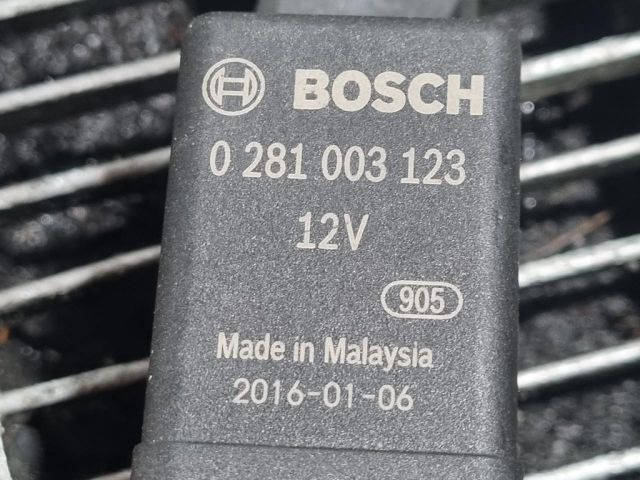 BOSCH
0 281 003 123
12V
905
Made in Malaysia
2016-01-06